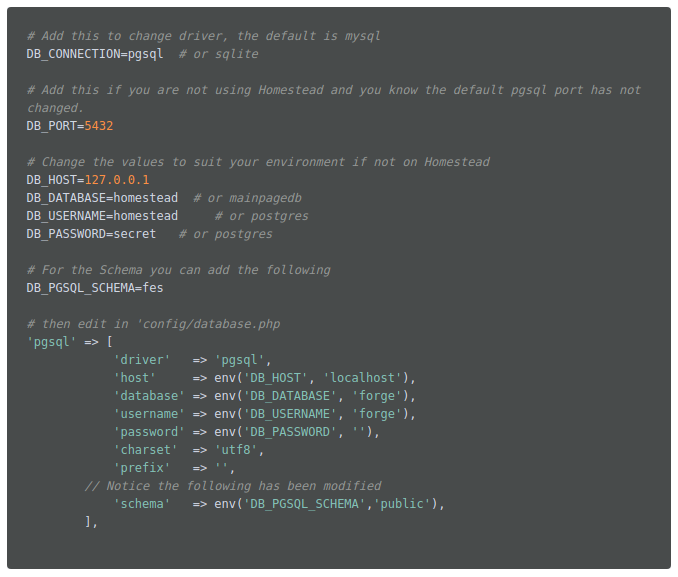 # Add this to change driver, the default is mysql
DB_CONNECTION=pgsql  # or sqlite

# Add this if you are not using Homestead and you know the default pgsql port has not
changed.
DB_PORT=5432

# Change the values to suit your environment if not on Homestead
DB_HOST=127.0.0.1
DB_DATABASE=homestead  # or mainpagedb
DB_USERNAME=homestead     # or postgres
DB_PASSWORD=secret   # or postgres

# For the Schema you can add the following
DB_PGSQL_SCHEMA=fes

# then edit in 'config/database.php
'pgsql' => [
            'driver'   => 'pgsql',
            'host'     => env('DB_HOST', 'localhost'),
            'database' => env('DB_DATABASE', 'forge'),
            'username' => env('DB_USERNAME', 'forge'),
            'password' => env('DB_PASSWORD', ''),
            'charset'  => 'utf8',
            'prefix'   => '',
        // Notice the following has been modified
            'schema'   => env('DB_PGSQL_SCHEMA','public'),
        ],